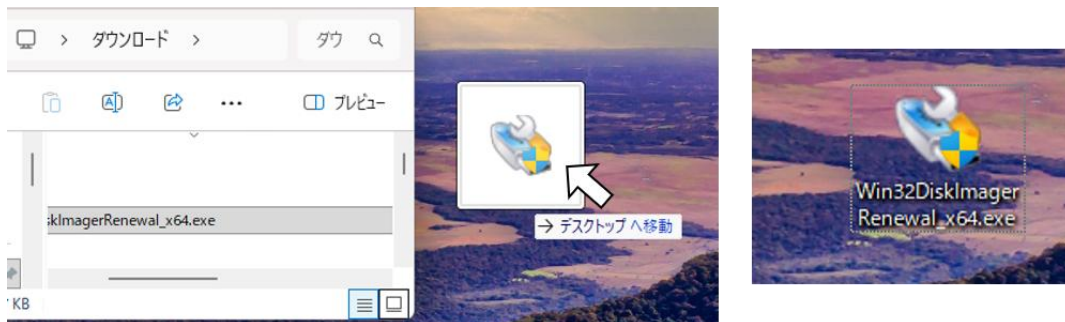 ダウンロード
ダウ
プレビュー
skImagerRenewal_x64.exe
→ デスクトップ へ移動
KB
Win32DiskImager
Renewal_x64.exe